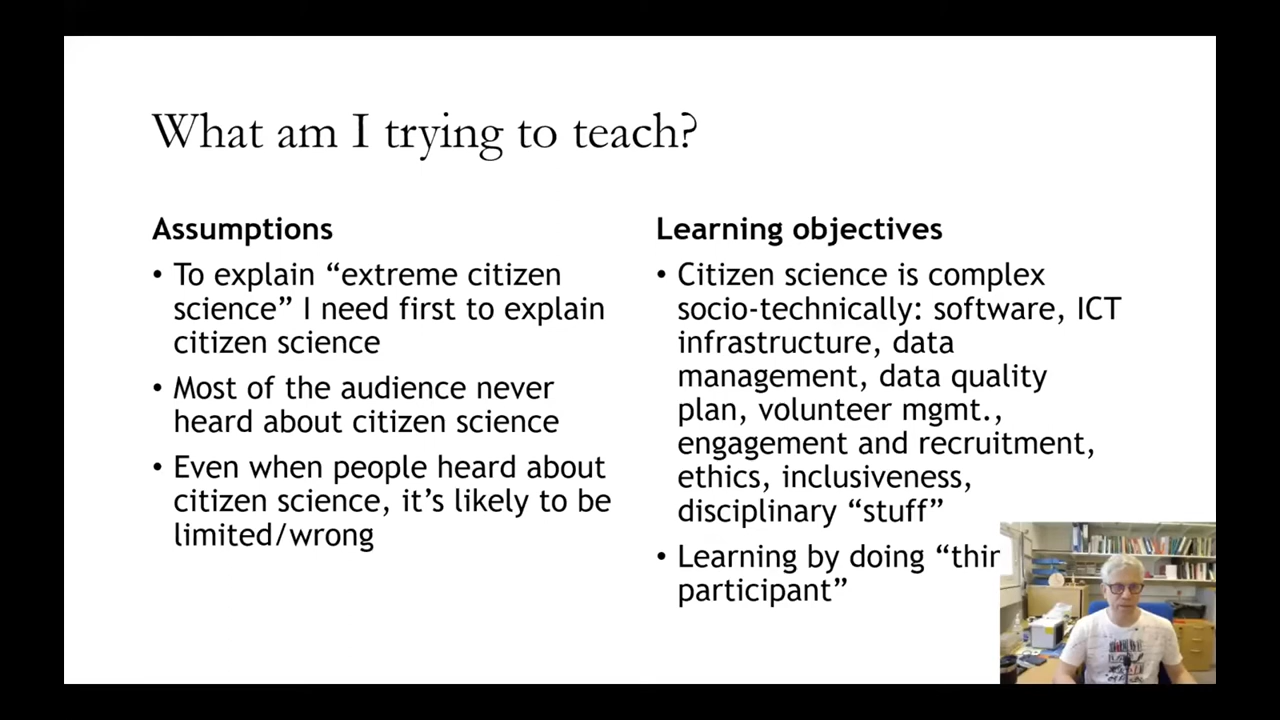 What am I trying to teach?
Assumptions
• To explain “extreme citizen
science” I need first to explain
citizen science
• Most of the audience never
heard about citizen science
• Even when people heard about
citizen science, it’s likely to be
limited/wrong
Learning objectives
• Citizen science is complex
socio-technically: software, ICT
infrastructure, data
management, data quality
plan, volunteer mgmt.,
engagement and recruitment,
ethics, inclusiveness,
disciplinary “stuff”
• Learning by doing
participant”